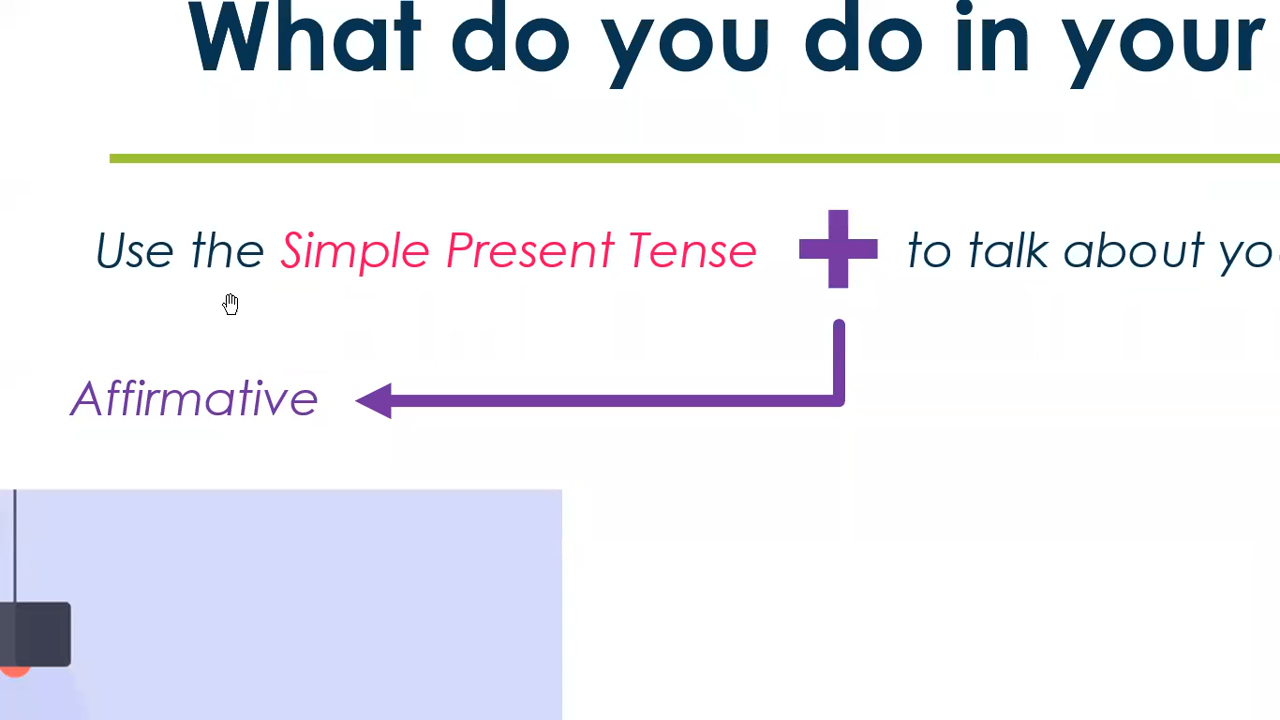 What do you do in your
Use the Simple Present Tense + to talk about yo
Affirmative